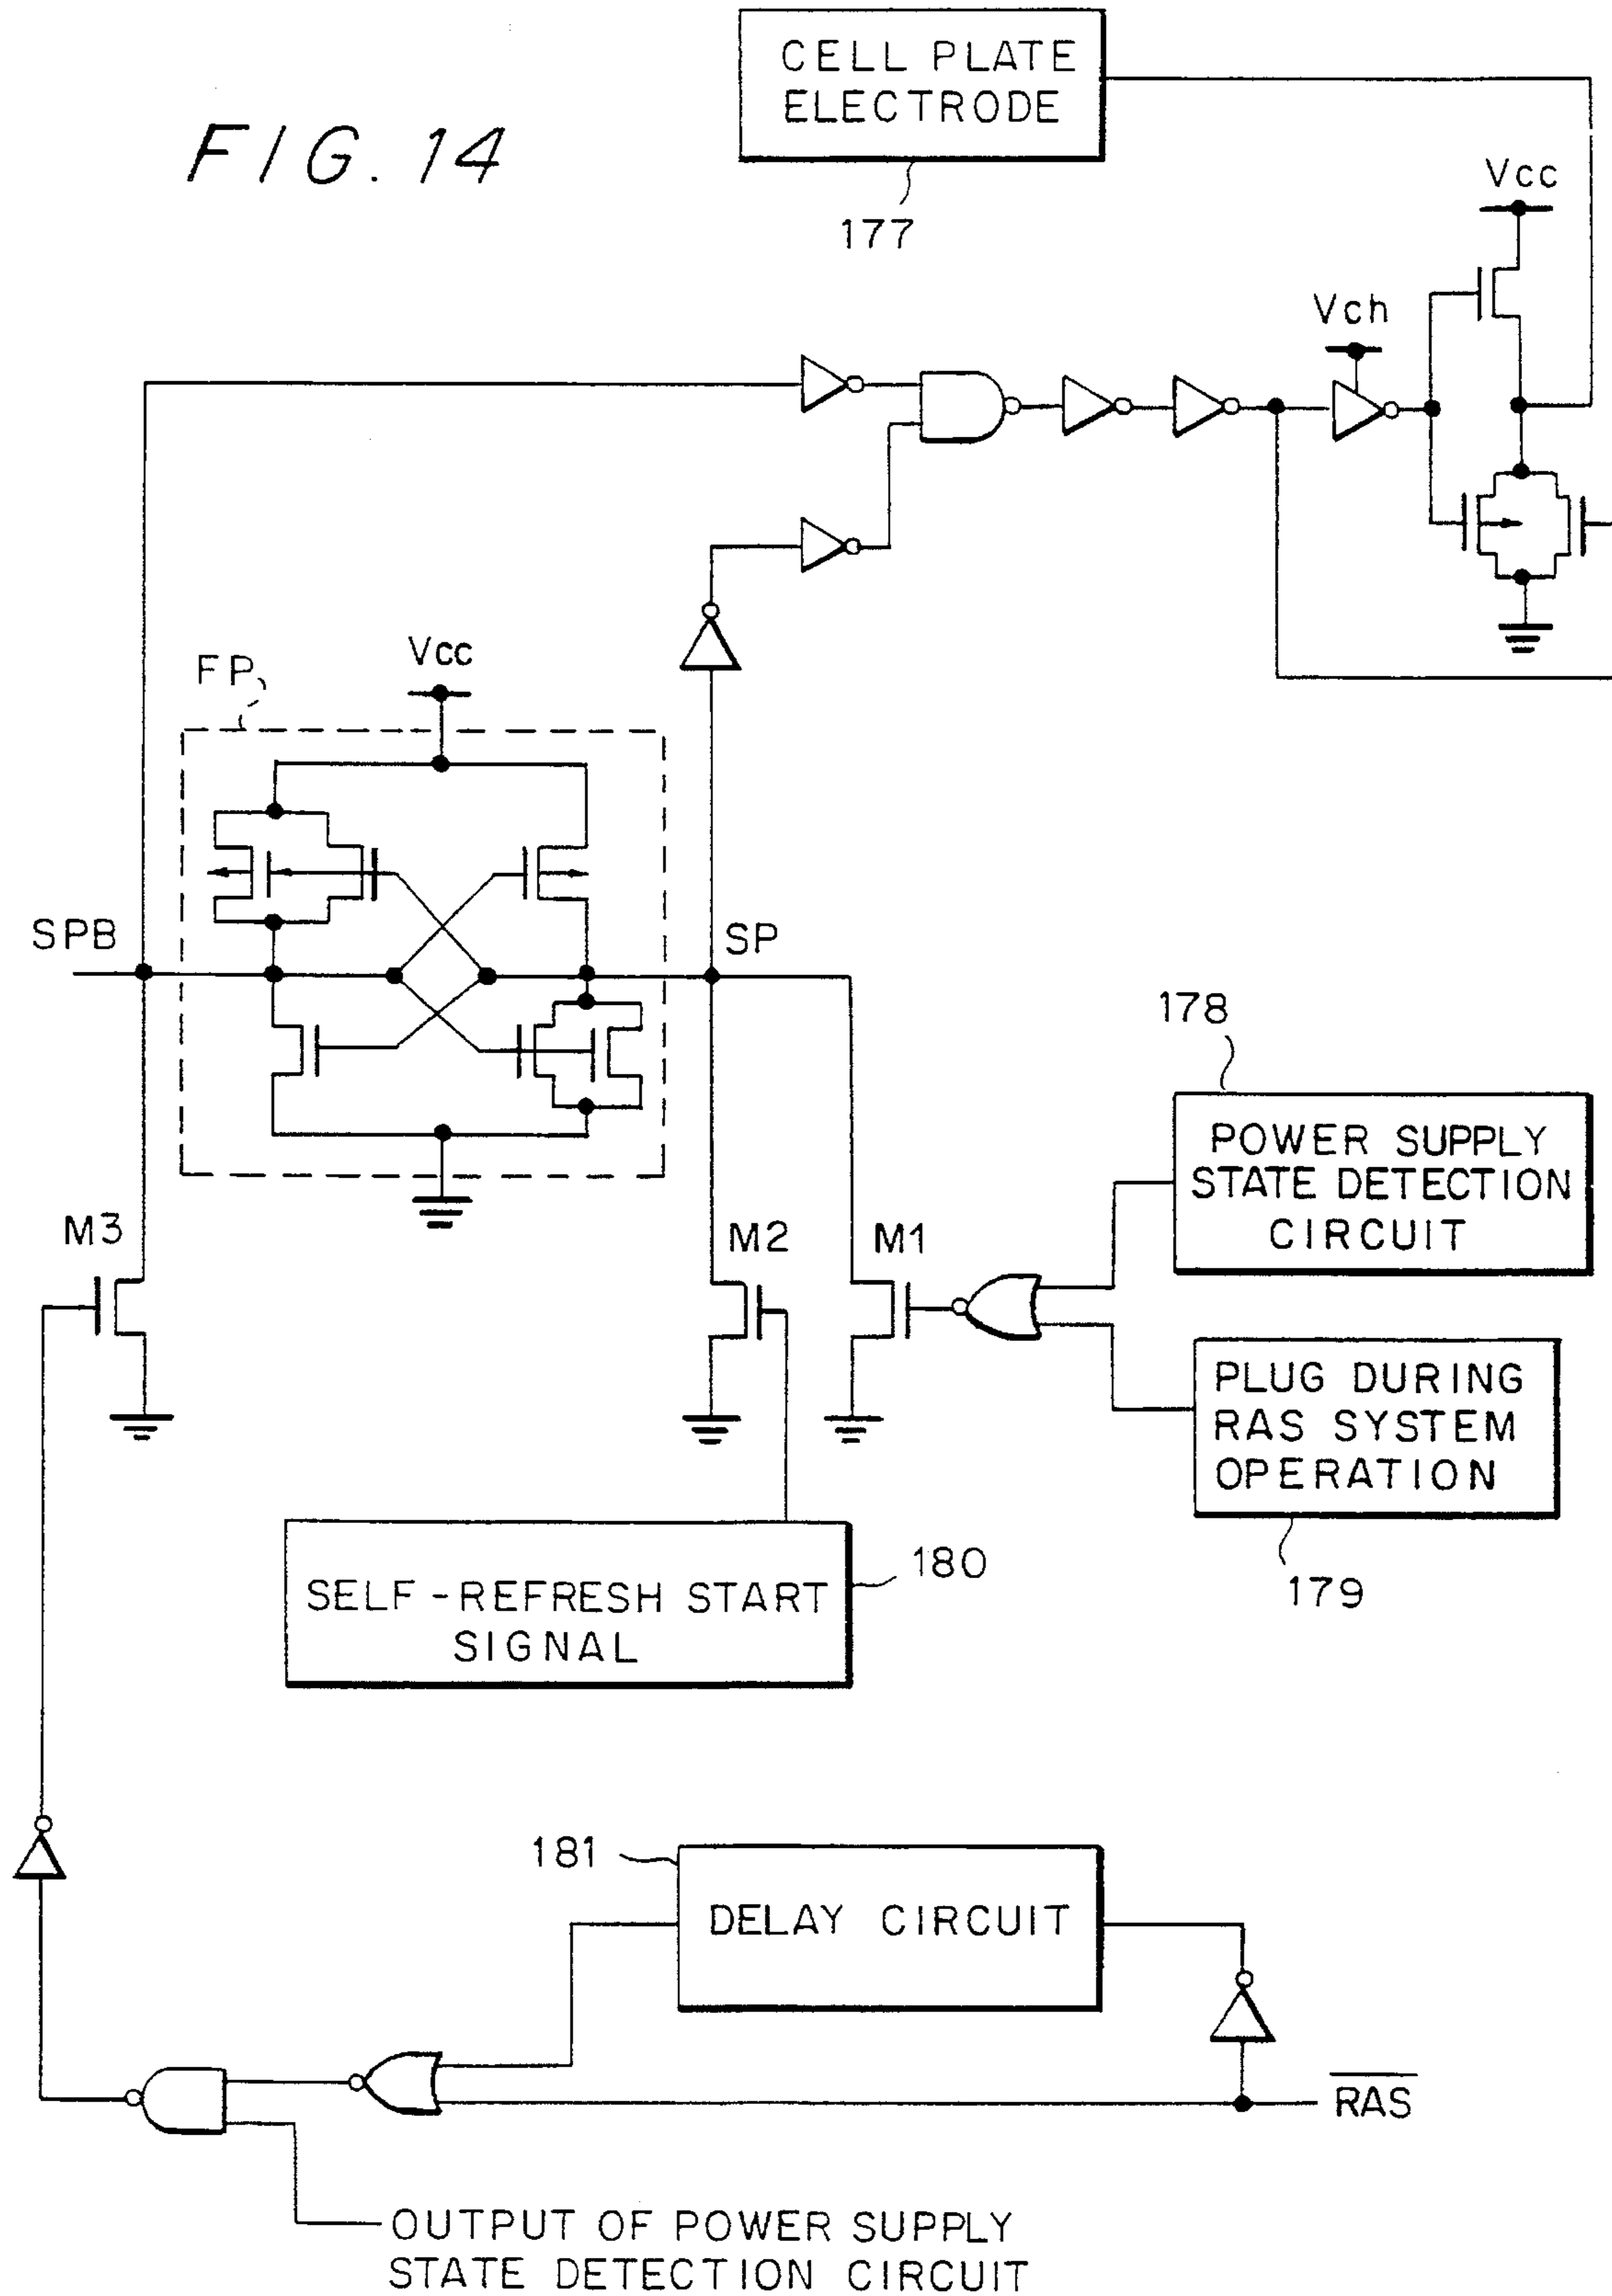 FIG. 14
CELL PLATE
ELECTRODE
177
Vcc
Vch
FP
Vcc
SPB
SP
178
POWER SUPPLY
STATE DETECTION
CIRCUIT
M3
M2
M1
PLUG DURING
RAS SYSTEM
OPERATION
179
180
SELF-REFRESH START
SIGNAL
181
DELAY CIRCUIT
RAS
OUTPUT OF POWER SUPPLY
STATE DETECTION CIRCUIT